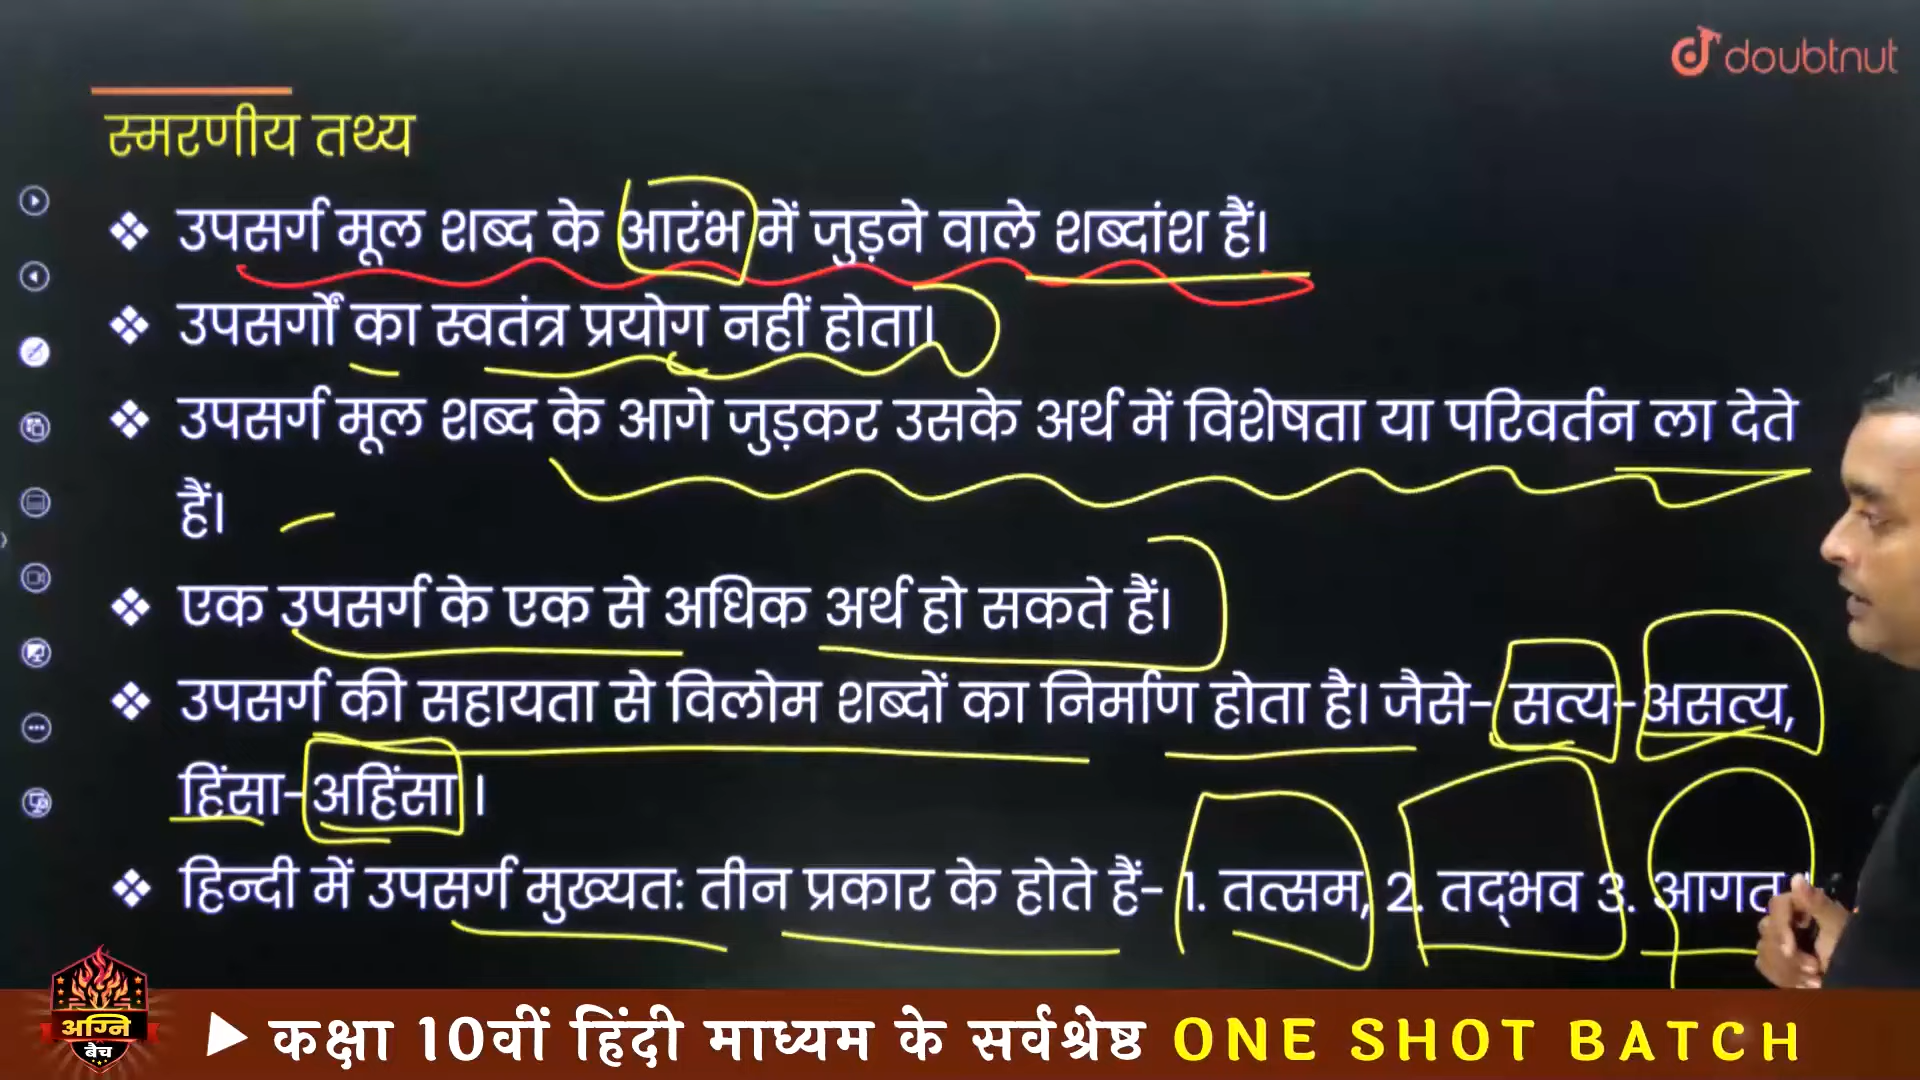 doubtnut
स्मरणीय तथ्य
❖ उपसर्ग मूल शब्द के आरंभ में जुड़ने वाले शब्दांश हैं।
❖ उपसर्गों का स्वतंत्र प्रयोग नहीं होता।
❖ उपसर्ग मूल शब्द के आगे जुड़कर उसके अर्थ में विशेषता या परिवर्तन ला देते
हैं।
❖ एक उपसर्ग के एक से अधिक अर्थ हो सकते हैं।
❖ उपसर्ग की सहायता से विलोम शब्दों का निर्माण होता है। जैसे- सत्य-असत्य,
हिंसा-अहिंसा ।
❖ हिन्दी में उपसर्ग मुख्यत: तीन प्रकार के होते हैं- 1. तत्सम, 2. तद्भव 3. आगत
अग्नि
बैच
कक्षा 10वीं हिंदी माध्यम के सर्वश्रेष्ठ ONE SHOT BATCH